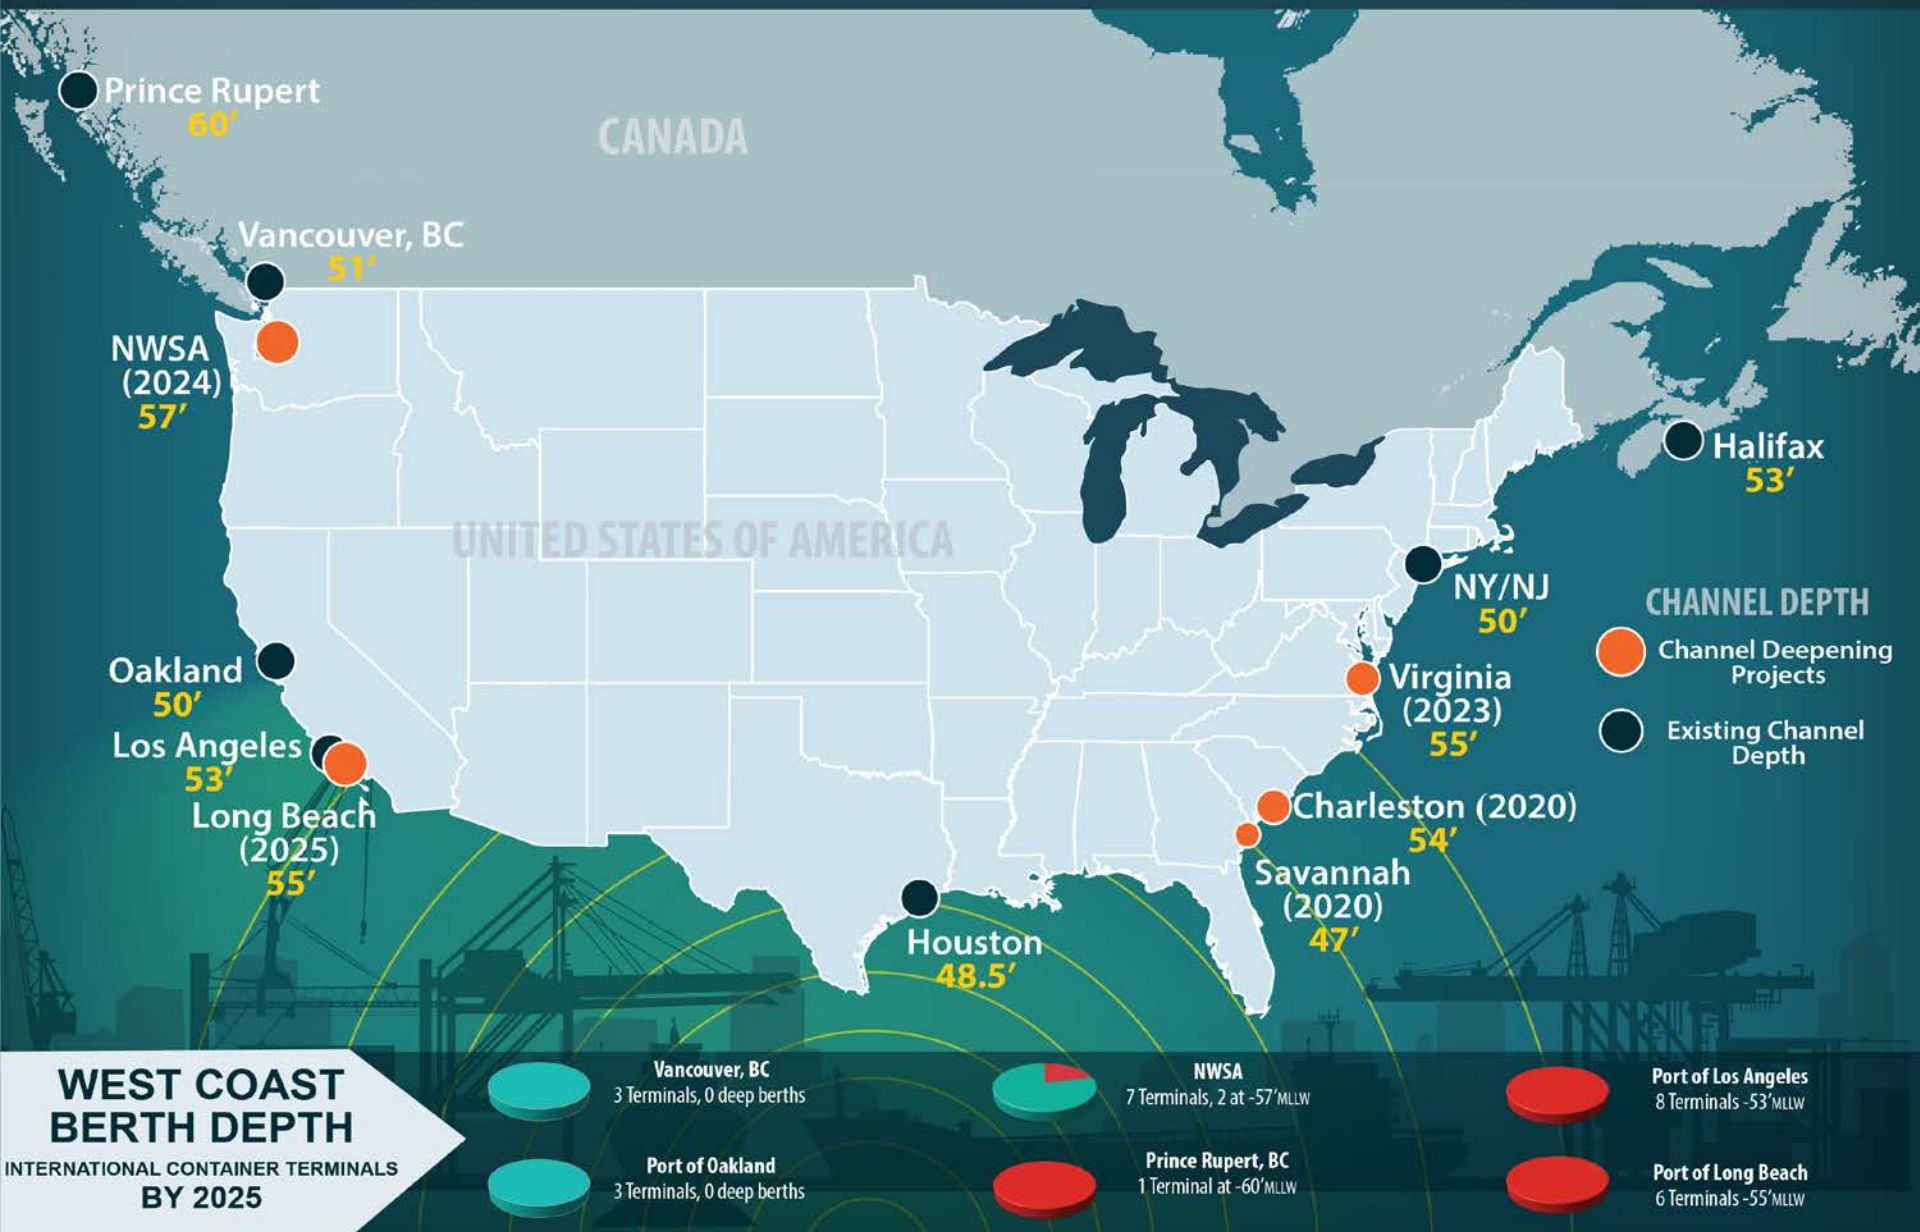 Prince Rupert
60'
CANADA
Vancouver, BC
51'
NWSA
(2024)
57'
Halifax
53'
UNITED STATES OF AMERICA
NY/NJ
50'
CHANNEL DEPTH
Channel Deepening
Projects
Existing Channel
Depth
Oakland
50'
Virginia
(2023)
55'
Los Angeles
53'
Long Beach
(2025)
55'
Charleston (2020)
54'
Savannah
(2020)
47'
Houston
48.5'
WEST COAST
BERTH DEPTH
INTERNATIONAL CONTAINER TERMINALS
BY 2025
Vancouver, BC
3 Terminals, 0 deep berths
Port of Oakland
3 Terminals, 0 deep berths
NWSA
7 Terminals, 2 at -57'MLLW
Prince Rupert, BC
1 Terminal at -60'MLLW
Port of Los Angeles
8 Terminals -53'MLLW
Port of Long Beach
6 Terminals -55'MLLW